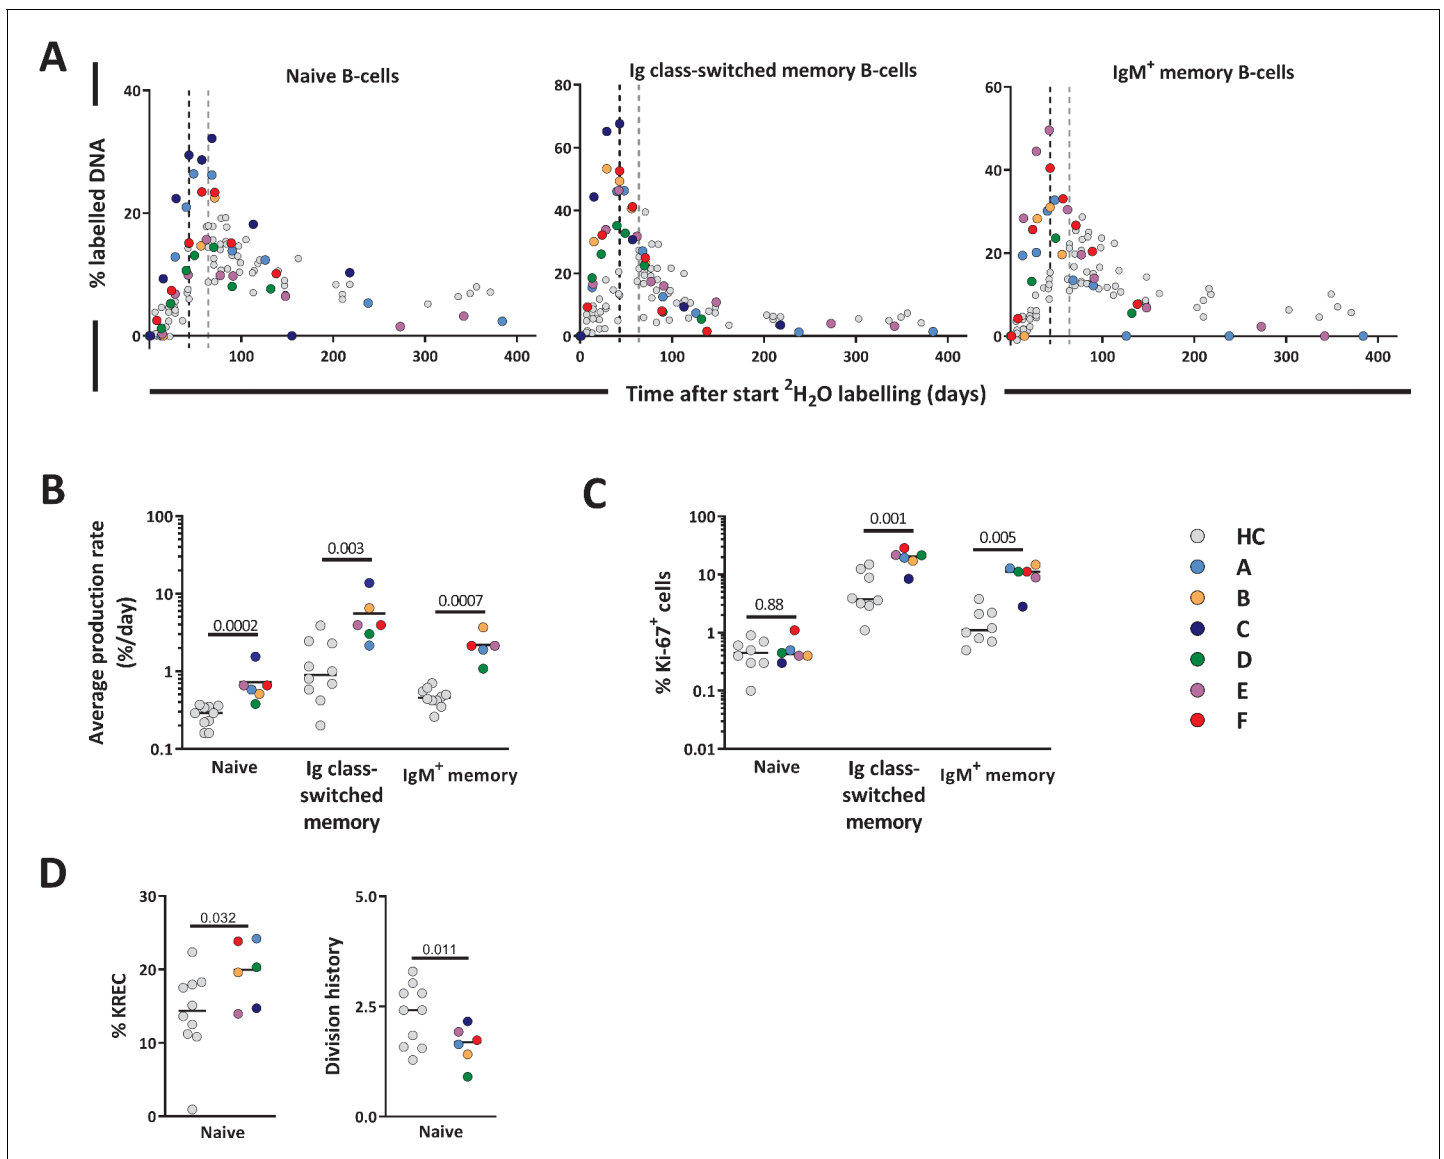 A
Naive B-cells
Ig class-switched memory B-cells
IgM+ memory B-cells
% labelled DNA
40
20
0
100
200
300
400
80
60
40
20
0
0
100
200
300
400
60
40
20
0
100
200
300
400
Time after start 2H2O labelling (days)
B
Average production rate
(%/day)
100
10
1
0.1
0.0002
0.003
0.0007
Naive
Ig class-
switched
memory
IgM+ memory
C
% Ki-67+ cells
100
10
1
0.1
0.01
0.88
0.001
0.005
Naive
Ig class-
switched
memory
IgM+ memory
HC
A
B
C
D
E
F
D
% KREC
30
20
10
0
0.032
Naive
Division history
5.0
2.5
0.0
0.011
Naive